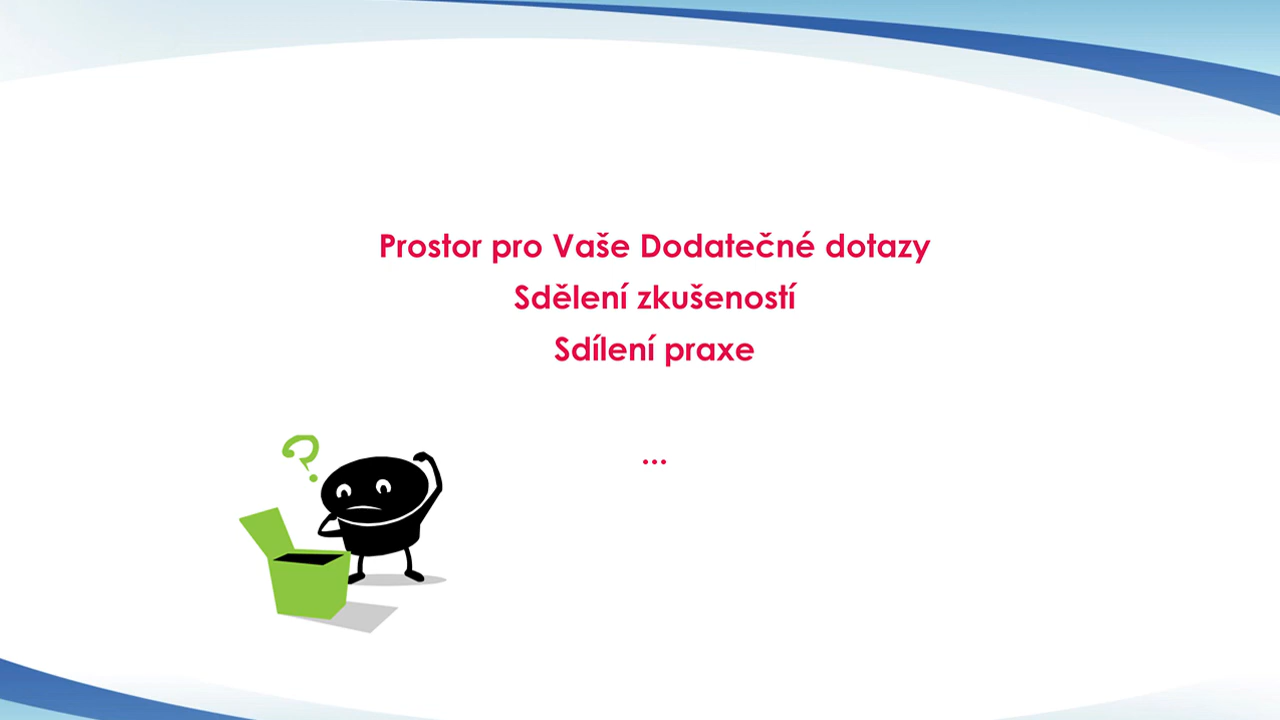 Prostor pro Vaše Dodatečné dotazy
Sdělení zkušeností
Sdílení praxe
...
?